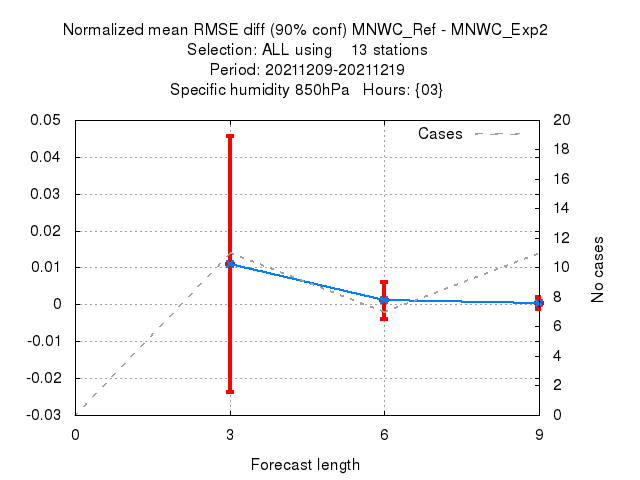 Normalized mean RMSE diff (90% conf) MNWC_Ref - MNWC_Exp2
Selection: ALL using    13 stations
Period: 20211209-20211219
Specific humidity 850hPa   Hours: {03}
Cases
0.05
0.04
0.03
0.02
0.01
0
-0.01
-0.02
-0.03
20
18
16
14
12
10
8
6
4
2
0
No cases
0 3 6 9
Forecast length